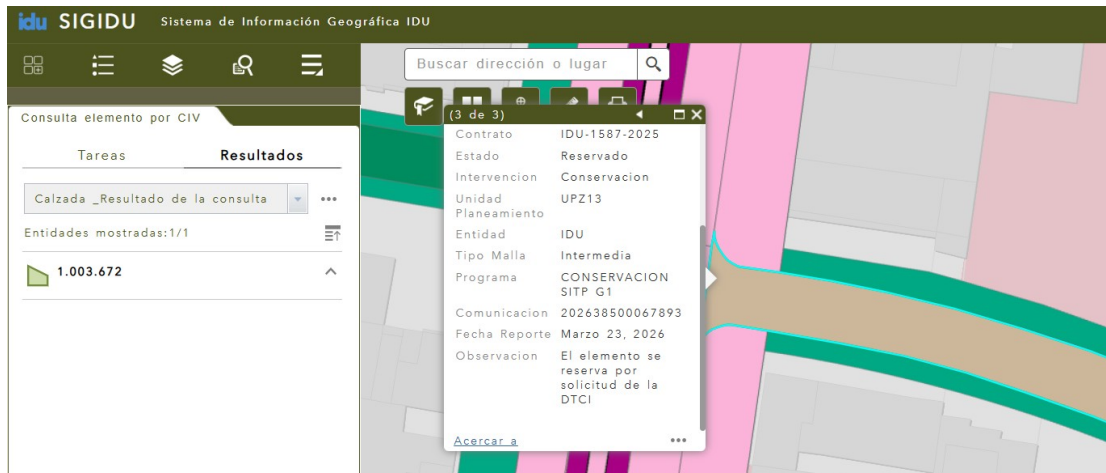 idu SIGIDU Sistema de Información Geográfica IDU
Buscar dirección o lugar
Consulta elemento por CIV
Tareas Resultados
Calzada _Resultado de la consulta
Entidades mostradas:1/1
1.003.672
(3 de 3)
Contrato IDU-1587-2025
Estado Reservado
Intervencion Conservacion
Unidad UPZ13
Planeamiento
Entidad IDU
Tipo Malla Intermedia
Programa CONSERVACION
SITP G1
Comunicacion 202638500067893
Fecha Reporte Marzo 23, 2026
Observacion El elemento se
reserva por
solicitud de la
DTCI
Acercar a